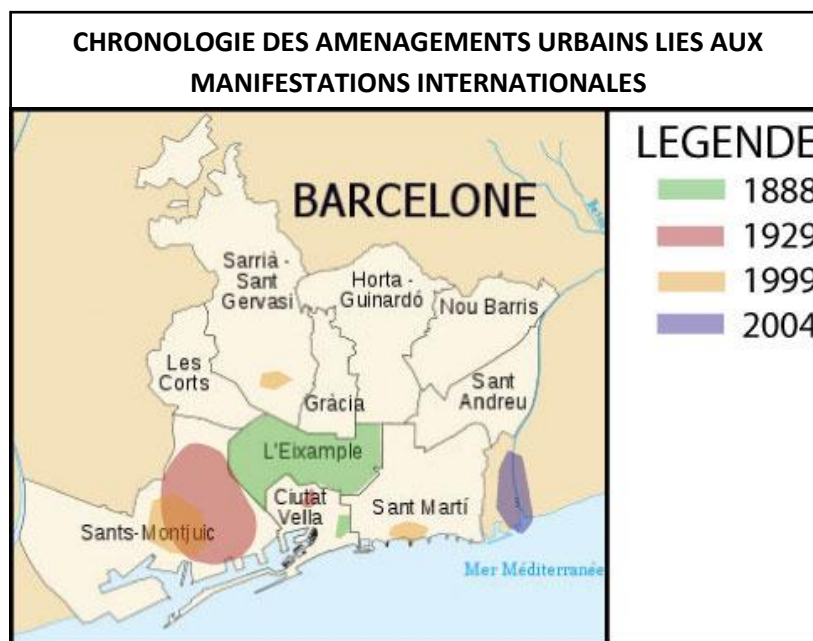 CHRONOLOGIE DES AMENAGEMENTS URBAINS LIES AUX
MANIFESTATIONS INTERNATIONALES
BARCELONE
Sarrià -
Sant
Gervasi
Horta -
Guinardó
Nou Barris
Les
Corts
Gràcia
Sant
Andreu
L'Eixample
Ciutat
Vella
Sant Martí
Sants-Montjuic
Mer Méditerranée
LEGENDE
1888
1929
1999
2004